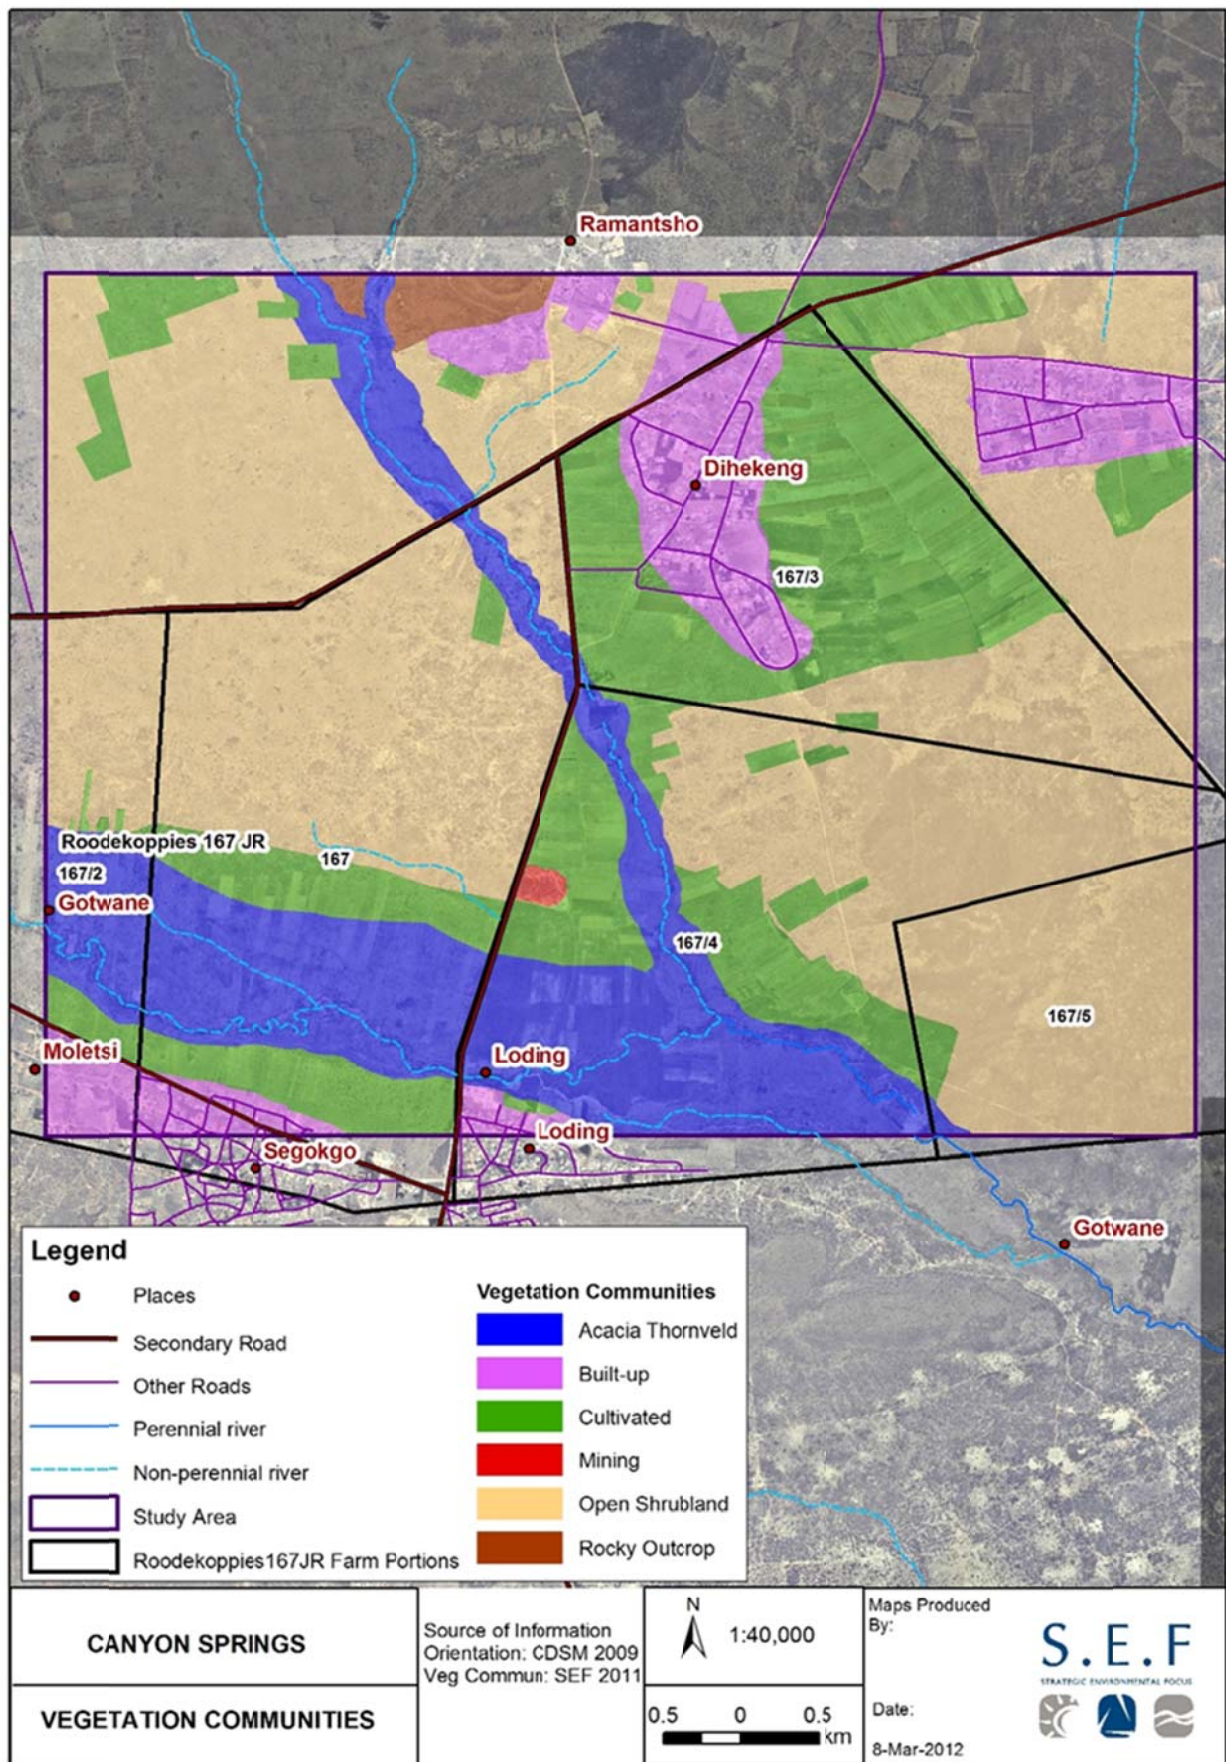 Ramantsho
Dihekeng
167/3
Roodekoppies 167 JR
167
167/2
Gotwane
167/4
167/5
Moletsi
Loding
Loding
Segokgo
Gotwane
Legend
Places
Secondary Road
Other Roads
Perennial river
Non-perennial river
Study Area
Roodekoppies167JR Farm Portions
Vegetation Communities
Acacia Thornveld
Built-up
Cultivated
Mining
Open Shrubland
Rocky Outcrop
CANYON SPRINGS
VEGETATION COMMUNITIES
Source of Information
Orientation: CDSM 2009
Veg Commun: SEF 2011
N
1:40,000
0.5 0 0.5
km
Maps Produced
By:
S.E.F
STRATEGIC ENVIRONMENTAL FOCUS
Date:
8-Mar-2012